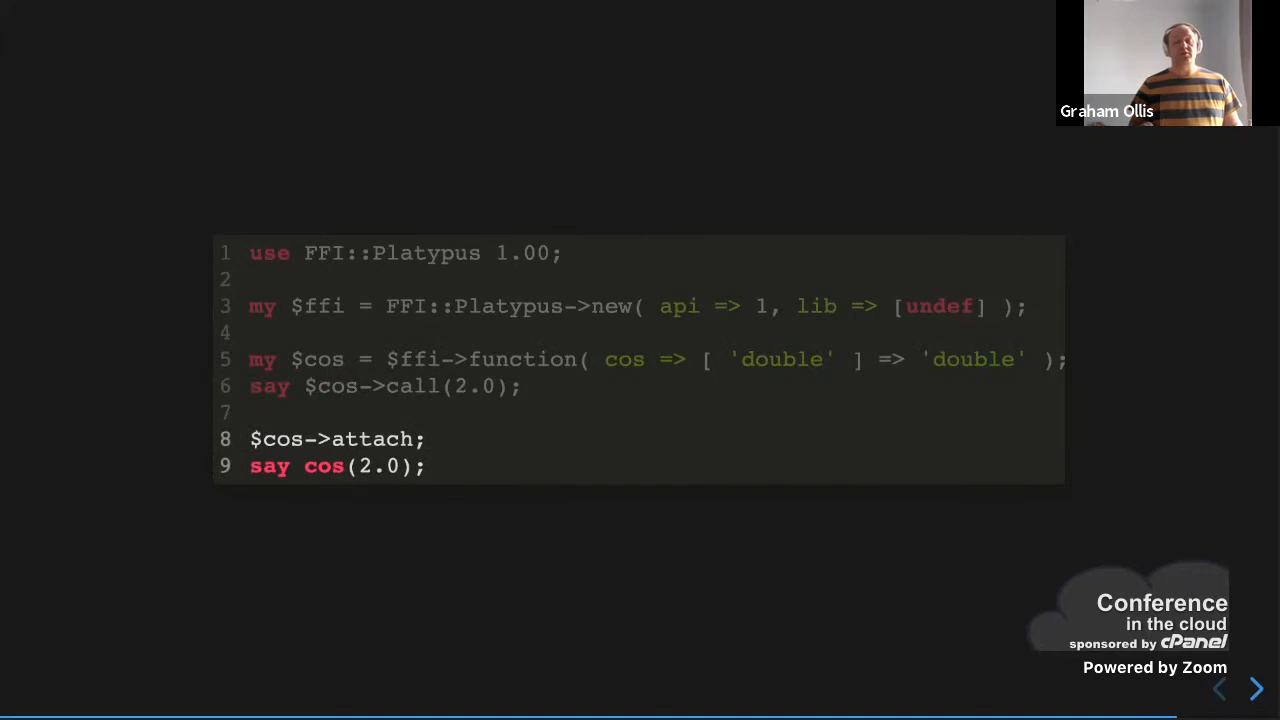 Graham Ollis
1 use FFI::Platypus 1.00;
2
3 my $ffi = FFI::Platypus->new( api => 1, lib => [undef] );
4
5 my $cos = $ffi->function( cos => [ 'double' ] => 'double' );
6 say $cos->call(2.0);
7
8 $cos->attach;
9 say cos(2.0);
Conference
in the cloud
sponsored by cPanel
Powered by Zoom